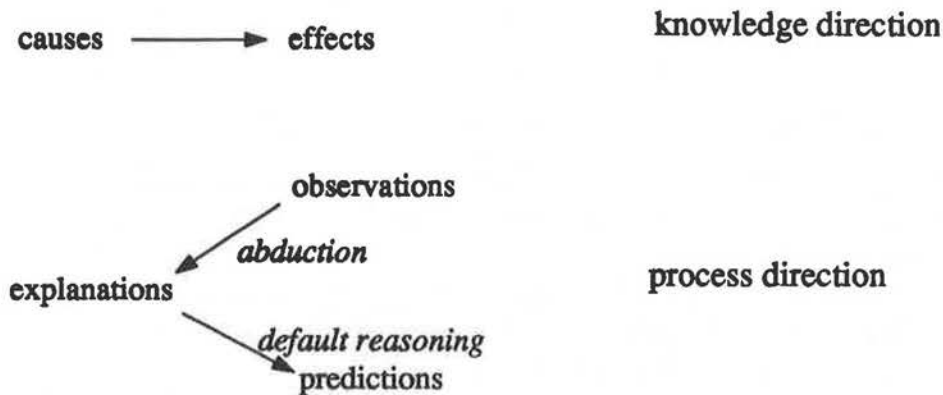 causes effects knowledge direction
observations
abduction
explanations process direction
default reasoning
predictions